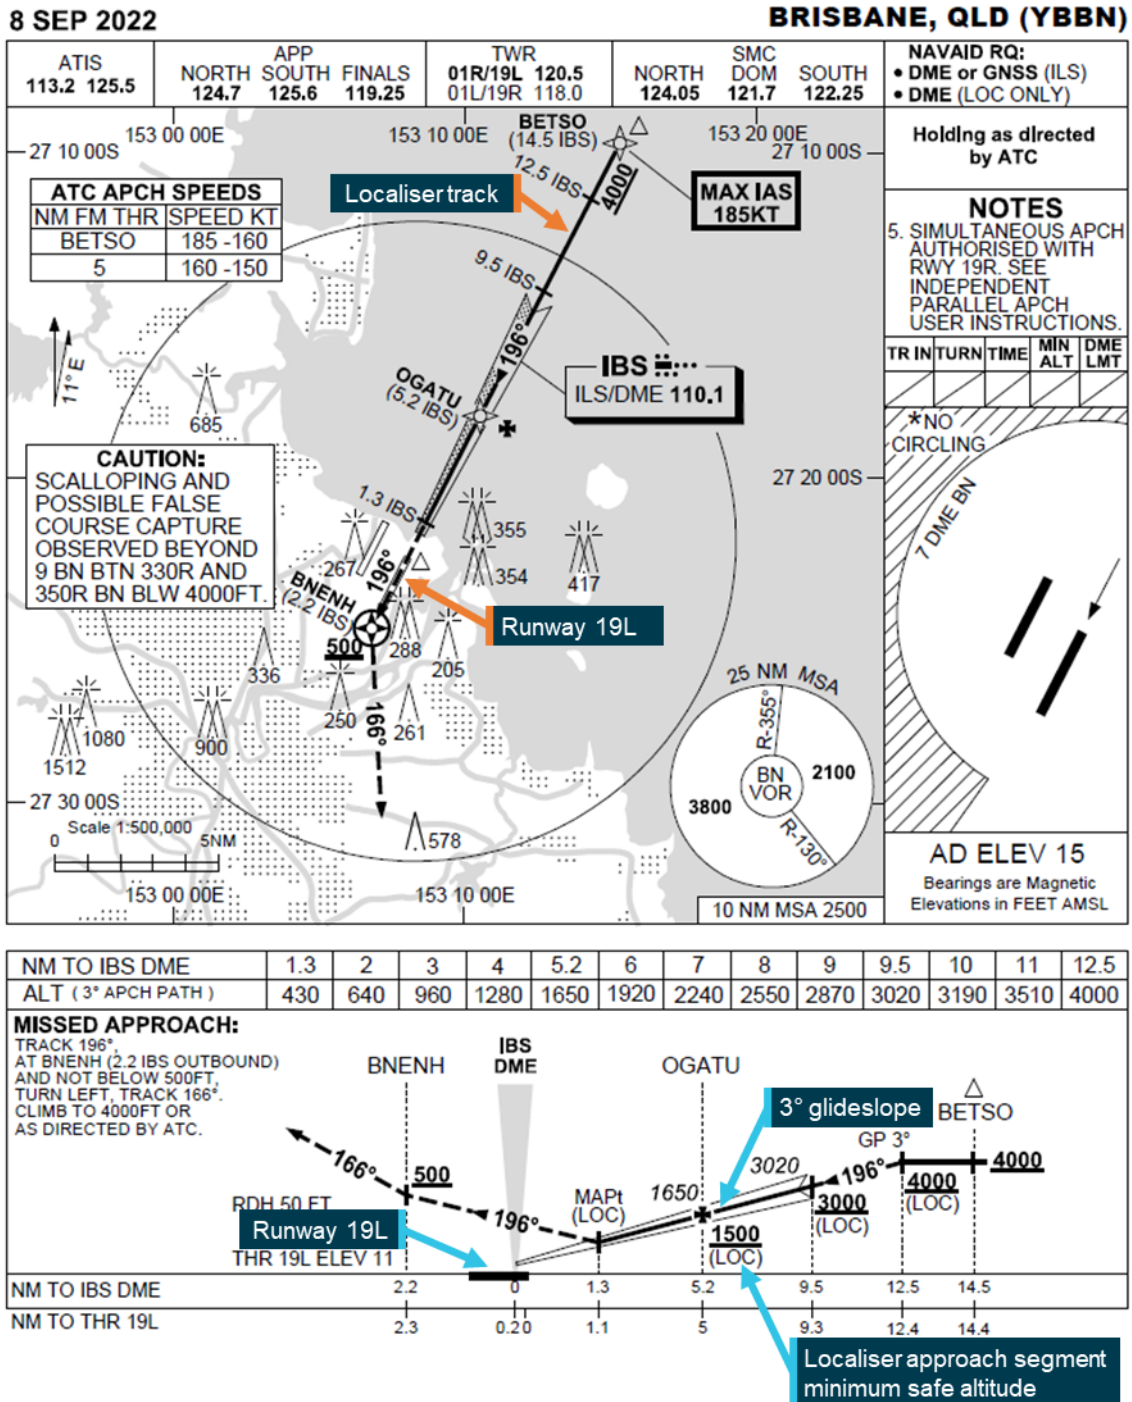 8 SEP 2022
BRISBANE, QLD (YBBN)
ATIS
113.2 125.5
APP
NORTH SOUTH FINALS
124.7 125.6 119.25
TWR
01R/19L 120.5
01L/19R 118.0
SMC
NORTH DOM SOUTH
124.05 121.7 122.25
NAVAID RQ:
• DME or GNSS (ILS)
• DME (LOC ONLY)
153 00 00E
153 10 00E
153 20 00E
27 10 00S
27 10 00S
BETSO
(14.5 IBS)
12.5 IBS
4000
MAX IAS
185KT
Localiser track
ATC APCH SPEEDS
NM FM THR SPEED KT
BETSO 185 -160
5 160 -150
9.5 IBS
196°
11° E
685
OGATU
(5.2 IBS)
IBS
ILS/DME 110.1
CAUTION:
SCALLOPING AND
POSSIBLE FALSE
COURSE CAPTURE
OBSERVED BEYOND
9 BN BTN 330R AND
350R BN BLW 4000FT.
27 20 00S
1.3 IBS
355
354
417
267
196°
BNENH
(2.2 IBS)
Runway 19L
500
288
205
336
250
261
166°
1080
1512
900
578
27 30 00S
Scale 1:500,000
0 5NM
153 00 00E
153 10 00E
25 NM MSA
R-355°
BN
VOR
2100
3800
R-130°
10 NM MSA 2500
Holding as directed
by ATC
NOTES
5. SIMULTANEOUS APCH
AUTHORISED WITH
RWY 19R. SEE
INDEPENDENT
PARALLEL APCH
USER INSTRUCTIONS.
TR IN TURN TIME MIN ALT DME LMT
*NO
CIRCLING
7 DME BN
AD ELEV 15
Bearings are Magnetic
Elevations in FEET AMSL
NM TO IBS DME 1.3 2 3 4 5.2 6 7 8 9 9.5 10 11 12.5
ALT ( 3° APCH PATH ) 430 640 960 1280 1650 1920 2240 2550 2870 3020 3190 3510 4000
MISSED APPROACH:
TRACK 196°,
AT BNENH (2.2 IBS OUTBOUND)
AND NOT BELOW 500FT,
TURN LEFT, TRACK 166°.
CLIMB TO 4000FT OR
AS DIRECTED BY ATC.
BNENH
IBS
DME
OGATU
3° glideslope
BETSO
GP 3°
166°
500
196°
MAPt
(LOC)
1650
3020
196°
4000
4000
(LOC)
3000
(LOC)
1500
(LOC)
RDH 50 FT
Runway 19L
THR 19L ELEV 11
NM TO IBS DME 2.2 0 1.3 5.2 9.5 12.5 14.5
NM TO THR 19L 2.3 0.20 1.1 5 9.3 12.4 14.4
Localiser approach segment
minimum safe altitude